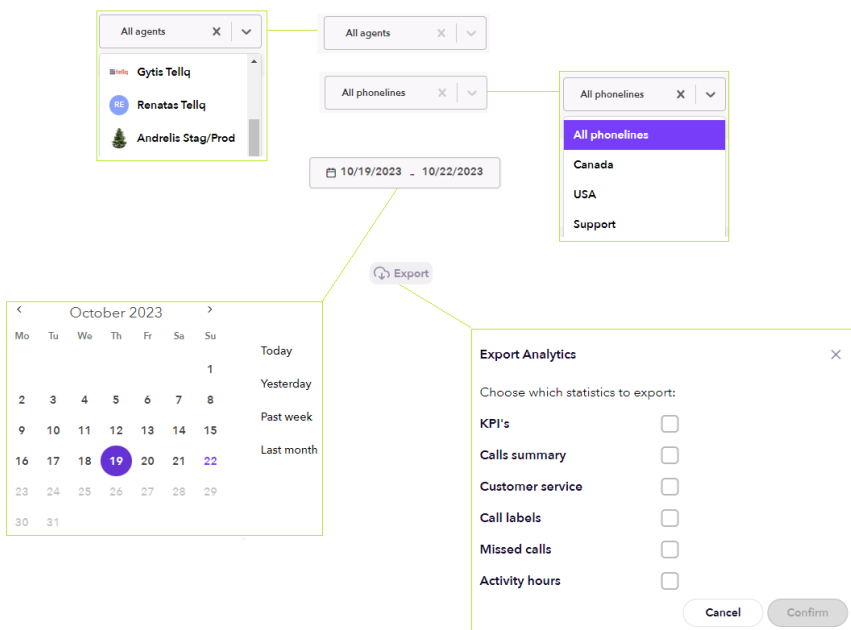 All agents
Gytis Tellq
RE Renatas Tellq
Andrelis Stag/Prod
All agents
All phonelines
All phonelines
All phonelines
Canada
USA
Support
10/19/2023 - 10/22/2023
Export
October 2023
Mo Tu We Th Fr Sa Su
1
2 3 4 5 6 7 8
9 10 11 12 13 14 15
16 17 18 19 20 21 22
23 24 25 26 27 28 29
30 31
Today
Yesterday
Past week
Last month
Export Analytics
Choose which statistics to export:
KPI's
Calls summary
Customer service
Call labels
Missed calls
Activity hours
Cancel Confirm